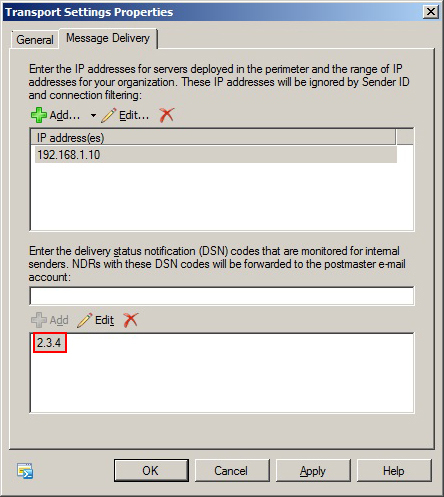 Transport Settings Properties
General
Message Delivery
Enter the IP addresses for servers deployed in the perimeter and the range of IP
addresses for your organization. These IP addresses will be ignored by Sender ID
and connection filtering:
Add...
Edit...
IP address(es)
192.168.1.10
Enter the delivery status notification (DSN) codes that are monitored for internal
senders. NDRs with these DSN codes will be forwarded to the postmaster e-mail
account:
Add
Edit
2.3.4
OK
Cancel
Apply
Help